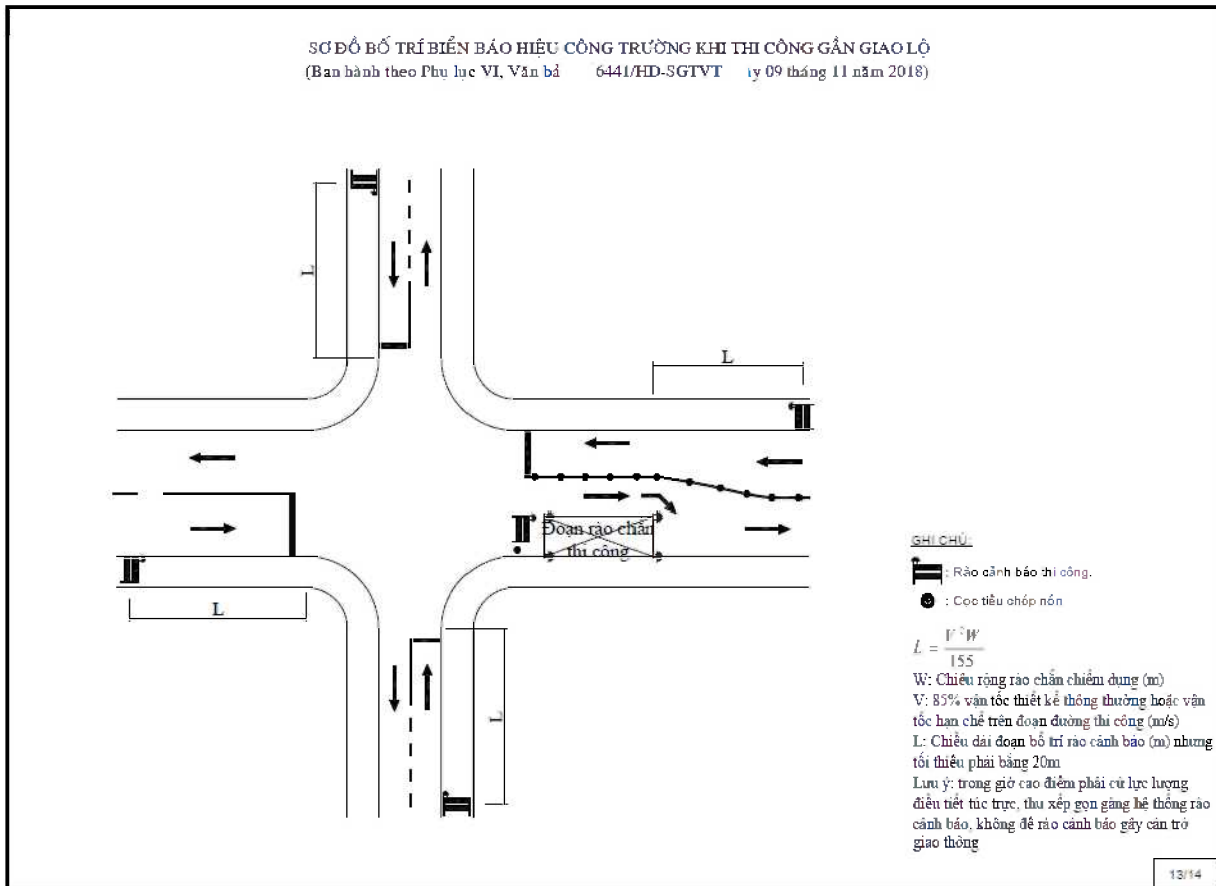 SƠ ĐỒ BỐ TRÍ BIỂN BÁO HIỆU CÔNG TRƯỜNG KHI THI CÔNG GẦN GIAO LỘ
(Ban hành theo Phụ lục VI, Văn bả 6441/HD-SGTVT ày 09 tháng 11 năm 2018)
L
L
Đoạn rào chắn
thi công
L
L
GHI CHÚ:
: Rào cảnh báo thi công.
: Cọc tiêu chóp nón
L = V²W / 155
W: Chiều rộng rào chắn chiếm dụng (m)
V: 85% vận tốc thiết kế thông thường hoặc vận
tốc hạn chế trên đoạn đường thi công (m/s)
L: Chiều dài đoạn bố trí rào cảnh báo (m) nhưng
tối thiểu phải bằng 20m
Lưu ý: trong giờ cao điểm phải cử lực lượng
điều tiết túc trực, thu xếp gọn gàng hệ thống rào
cảnh báo, không để rào cảnh báo gây cản trở
giao thông
13/14